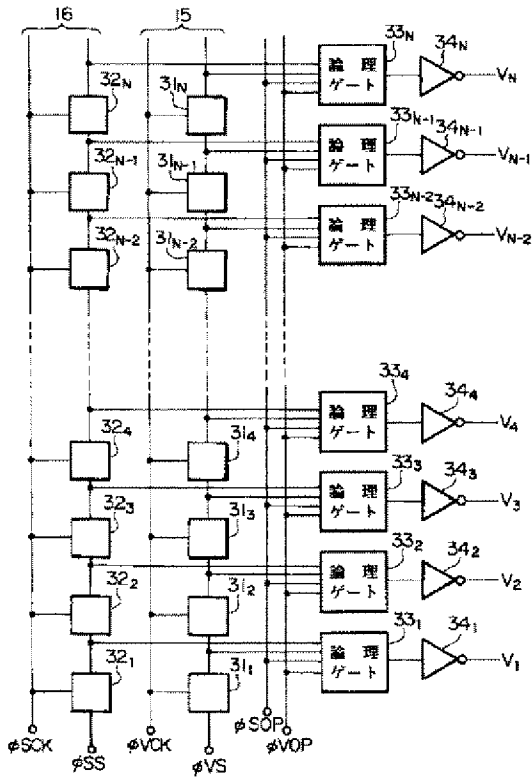 16 15
32N 31N 33N 論理ゲート 34N VN
32N-1 31N-1 33N-1 論理ゲート 34N-1 VN-1
32N-2 31N-2 33N-2 論理ゲート 34N-2 VN-2
324 314 334 論理ゲート 344 V4
323 313 333 論理ゲート 343 V3
322 312 332 論理ゲート 342 V2
321 311 331 論理ゲート 341 V1
φSCK φSS φVCK φVS φSOP φVOP